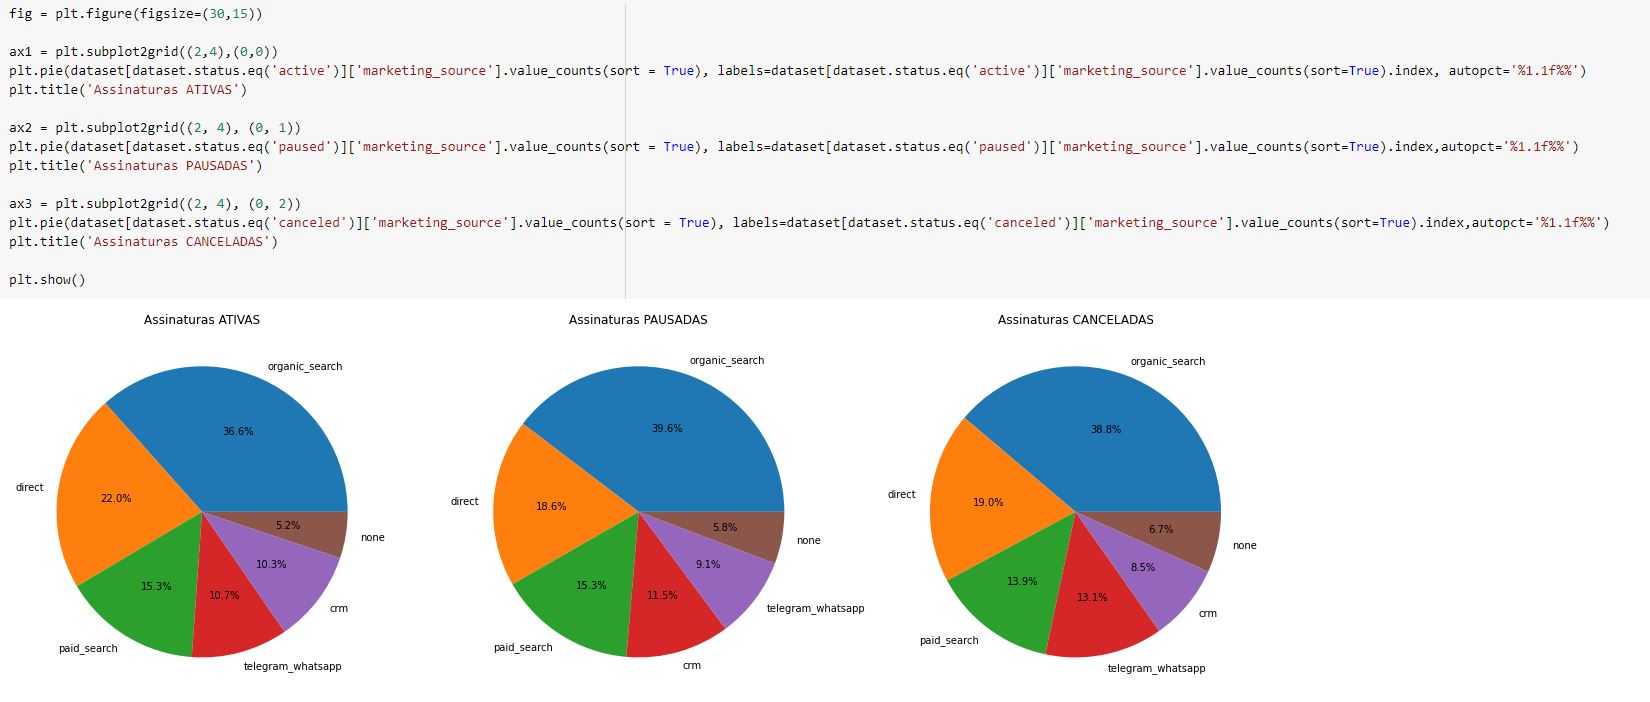 fig = plt.figure(figsize=(30,15))
ax1 = plt.subplot2grid((2,4),(0,0))
plt.pie(dataset[dataset.status.eq('active')]['marketing_source'].value_counts(sort = True), labels=dataset[dataset.status.eq('active')]['marketing_source'].value_counts(sort=True).index, autopct='%1.1f%%')
plt.title('Assinaturas ATIVAS')
ax2 = plt.subplot2grid((2, 4), (0, 1))
plt.pie(dataset[dataset.status.eq('paused')]['marketing_source'].value_counts(sort = True), labels=dataset[dataset.status.eq('paused')]['marketing_source'].value_counts(sort=True).index,autopct='%1.1f%%')
plt.title('Assinaturas PAUSADAS')
ax3 = plt.subplot2grid((2, 4), (0, 2))
plt.pie(dataset[dataset.status.eq('canceled')]['marketing_source'].value_counts(sort = True), labels=dataset[dataset.status.eq('canceled')]['marketing_source'].value_counts(sort=True).index,autopct='%1.1f%%')
plt.title('Assinaturas CANCELADAS')
plt.show()
Assinaturas ATIVAS
organic_search
36.6%
direct
22.0%
5.2%
none
10.3%
15.3%
10.7%
crm
paid_search
telegram_whatsapp
Assinaturas PAUSADAS
organic_search
39.6%
direct
18.6%
5.8%
none
9.1%
15.3%
11.5%
telegram_whatsapp
paid_search
crm
Assinaturas CANCELADAS
organic_search
38.8%
direct
19.0%
6.7%
none
8.5%
13.9%
13.1%
crm
paid_search
telegram_whatsapp